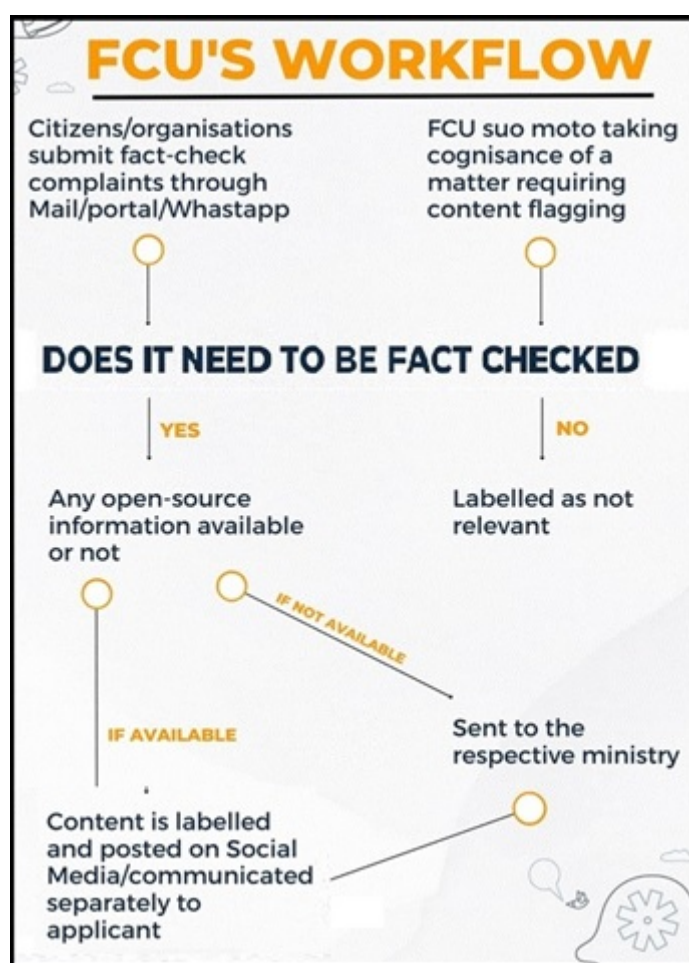 FCU'S WORKFLOW
Citizens/organisations
submit fact-check
complaints through
Mail/portal/Whastapp
FCU suo moto taking
cognisance of a
matter requiring
content flagging
DOES IT NEED TO BE FACT CHECKED
YES
NO
Any open-source
information available
or not
Labelled as not
relevant
IF NOT AVAILABLE
IF AVAILABLE
Sent to the
respective ministry
Content is labelled
and posted on Social
Media/communicated
separately to
applicant